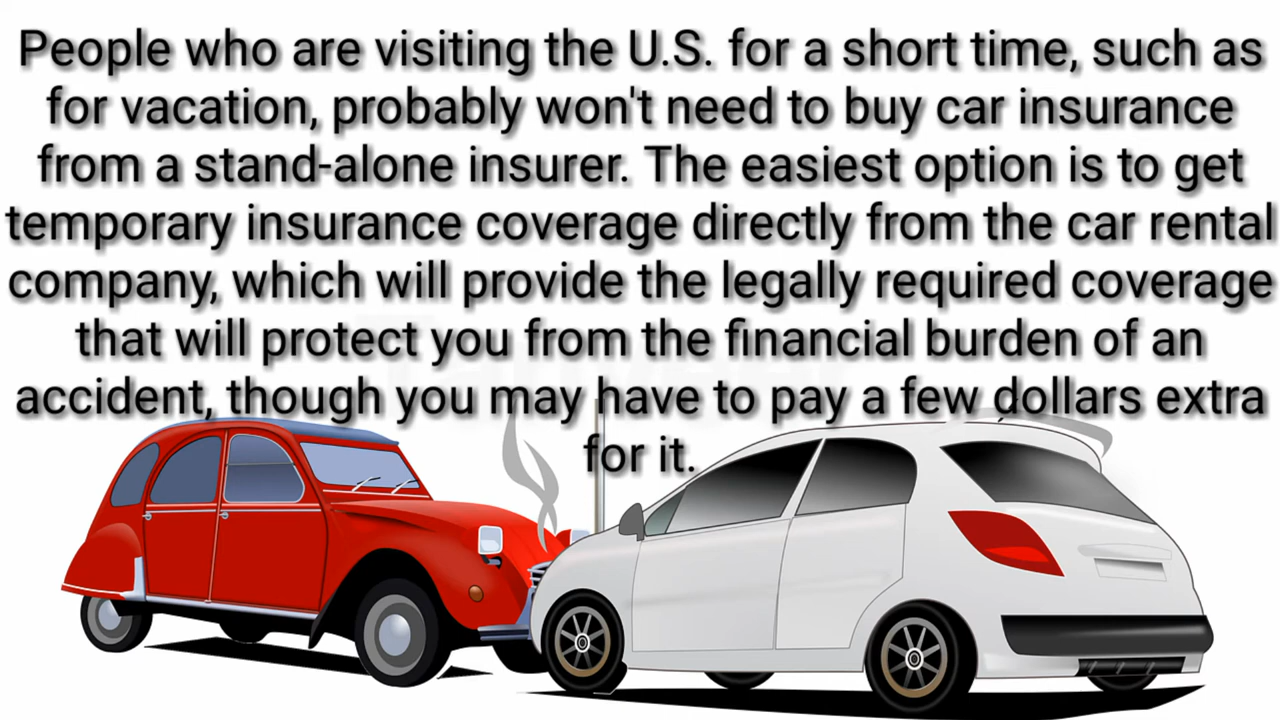 People who are visiting the U.S. for a short time, such as
for vacation, probably won't need to buy car insurance
from a stand-alone insurer. The easiest option is to get
temporary insurance coverage directly from the car rental
company, which will provide the legally required coverage
that will protect you from the financial burden of an
accident, though you may have to pay a few dollars extra
for it.